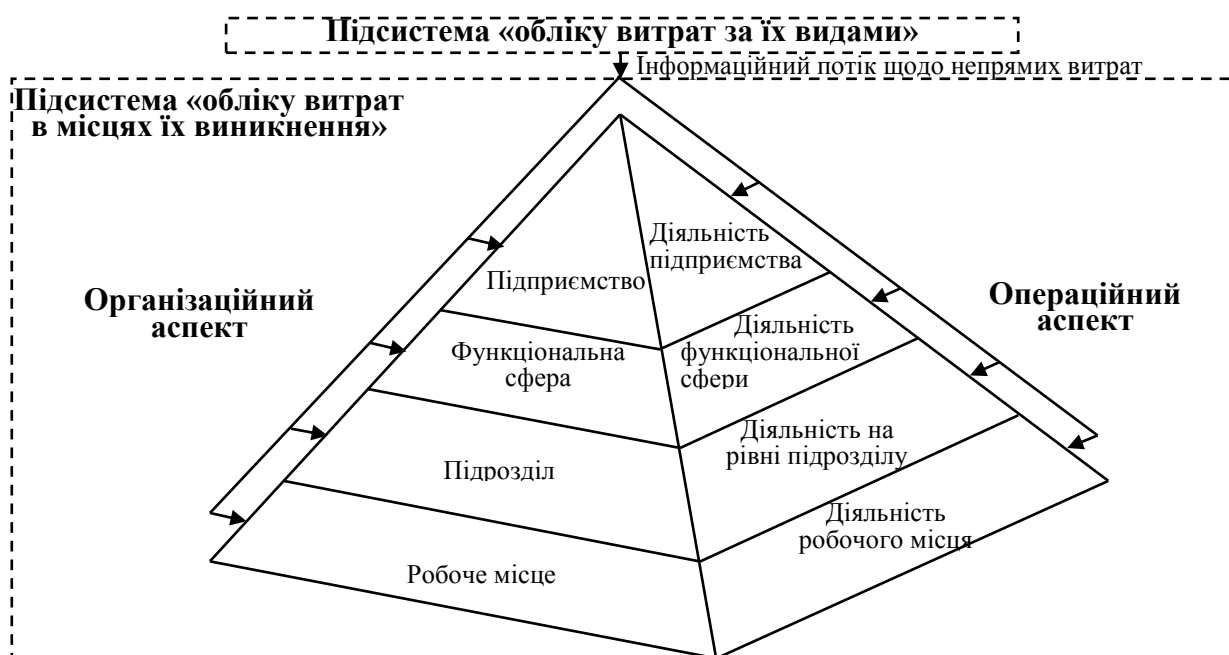 Підсистема «обліку витрат за їх видами»
Інформаційний потік щодо непрямих витрат
Підсистема «обліку витрат
в місцях їх виникнення»
Організаційний
аспект
Операційний
аспект
Підприємство
Діяльність
підприємства
Функціональна
сфера
Діяльність
функціональної
сфери
Підрозділ
Діяльність на
рівні підрозділу
Робоче місце
Діяльність
робочого місця